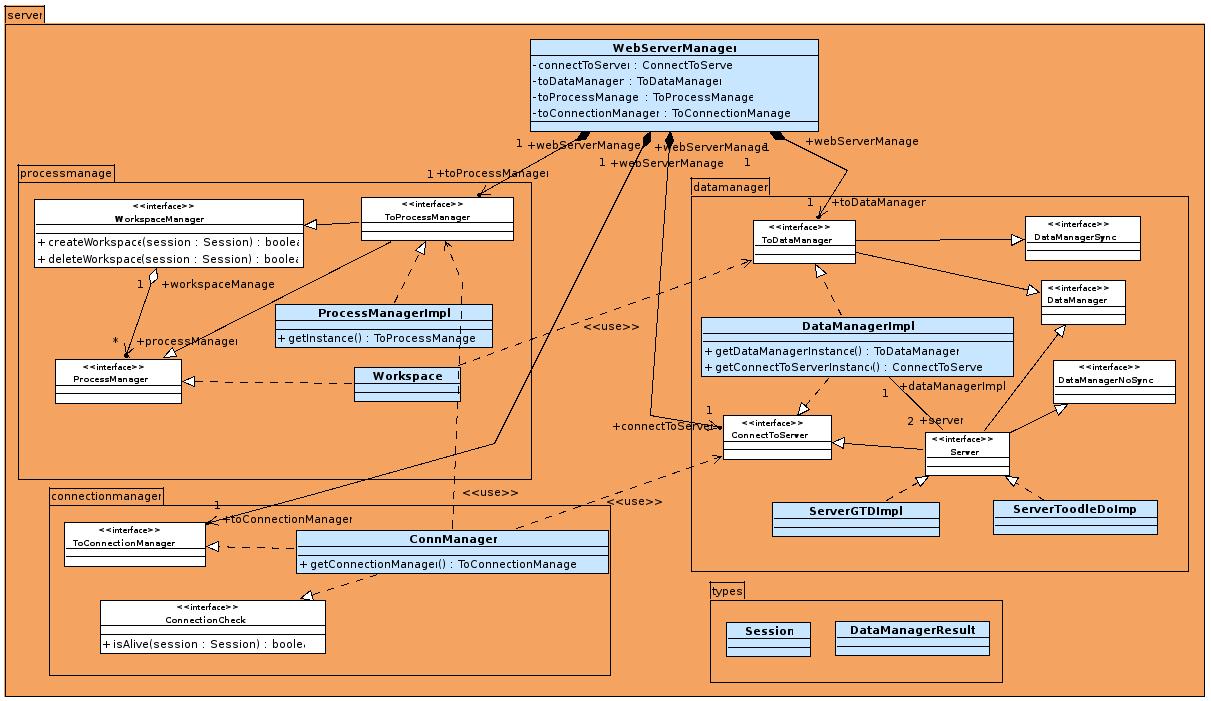 server
WebServerManager
- connectToServer : ConnectToServe
- toDataManager : ToDataManager
- toProcessManage : ToProcessManage
- toConnectionManager : ToConnectionManage
1 +webServerManage
1 +webServerManage
+webServerManage
1
1
+webServerManage
processmanage
1 +toProcessManager
<<interface>>
WorkspaceManager
+ createWorkspace(session : Session) : boolea
+ deleteWorkspace(session : Session) : boolea
<<interface>>
ToProcessManager
1 +workspaceManage
ProcessManagerImpl
+ getInstance() : ToProcessManage
* +processManager
<<interface>>
ProcessManager
Workspace
<<use>>
datamanager
1 +toDataManager
<<interface>>
ToDataManager
<<interface>>
DataManagerSync
<<interface>>
DataManager
DataManagerImpl
+ getDataManagerInstance() : ToDataManager
+ getConnectToServerInstanc() : ConnectToServe
<<interface>>
DataManagerNoSync
+dataManagerImpl
1
2 +server
1
+connectToServer
<<interface>>
ConnectToServer
<<interface>>
Server
ServerGTDImpl
ServerToodleDoImp
connectionmanager
<<use>>
<<use>>
1
+toConnectionManager
<<interface>>
ToConnectionManager
ConnManager
+ getConnectionManager() : ToConnectionManage
<<interface>>
ConnectionCheck
+ isAlive(session : Session) : boolea
types
Session
DataManagerResult